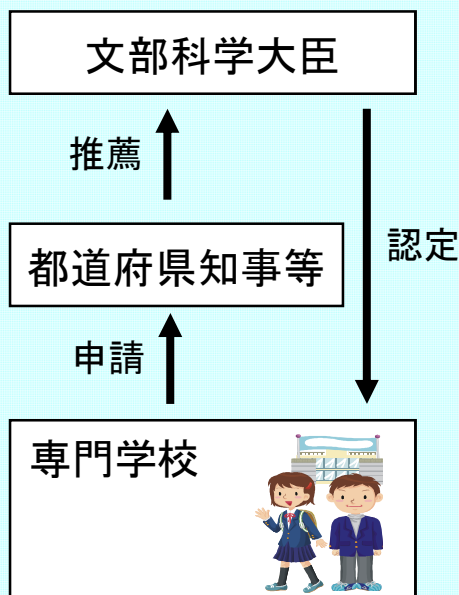 文部科学大臣
推薦
認定
都道府県知事等
申請
専門学校